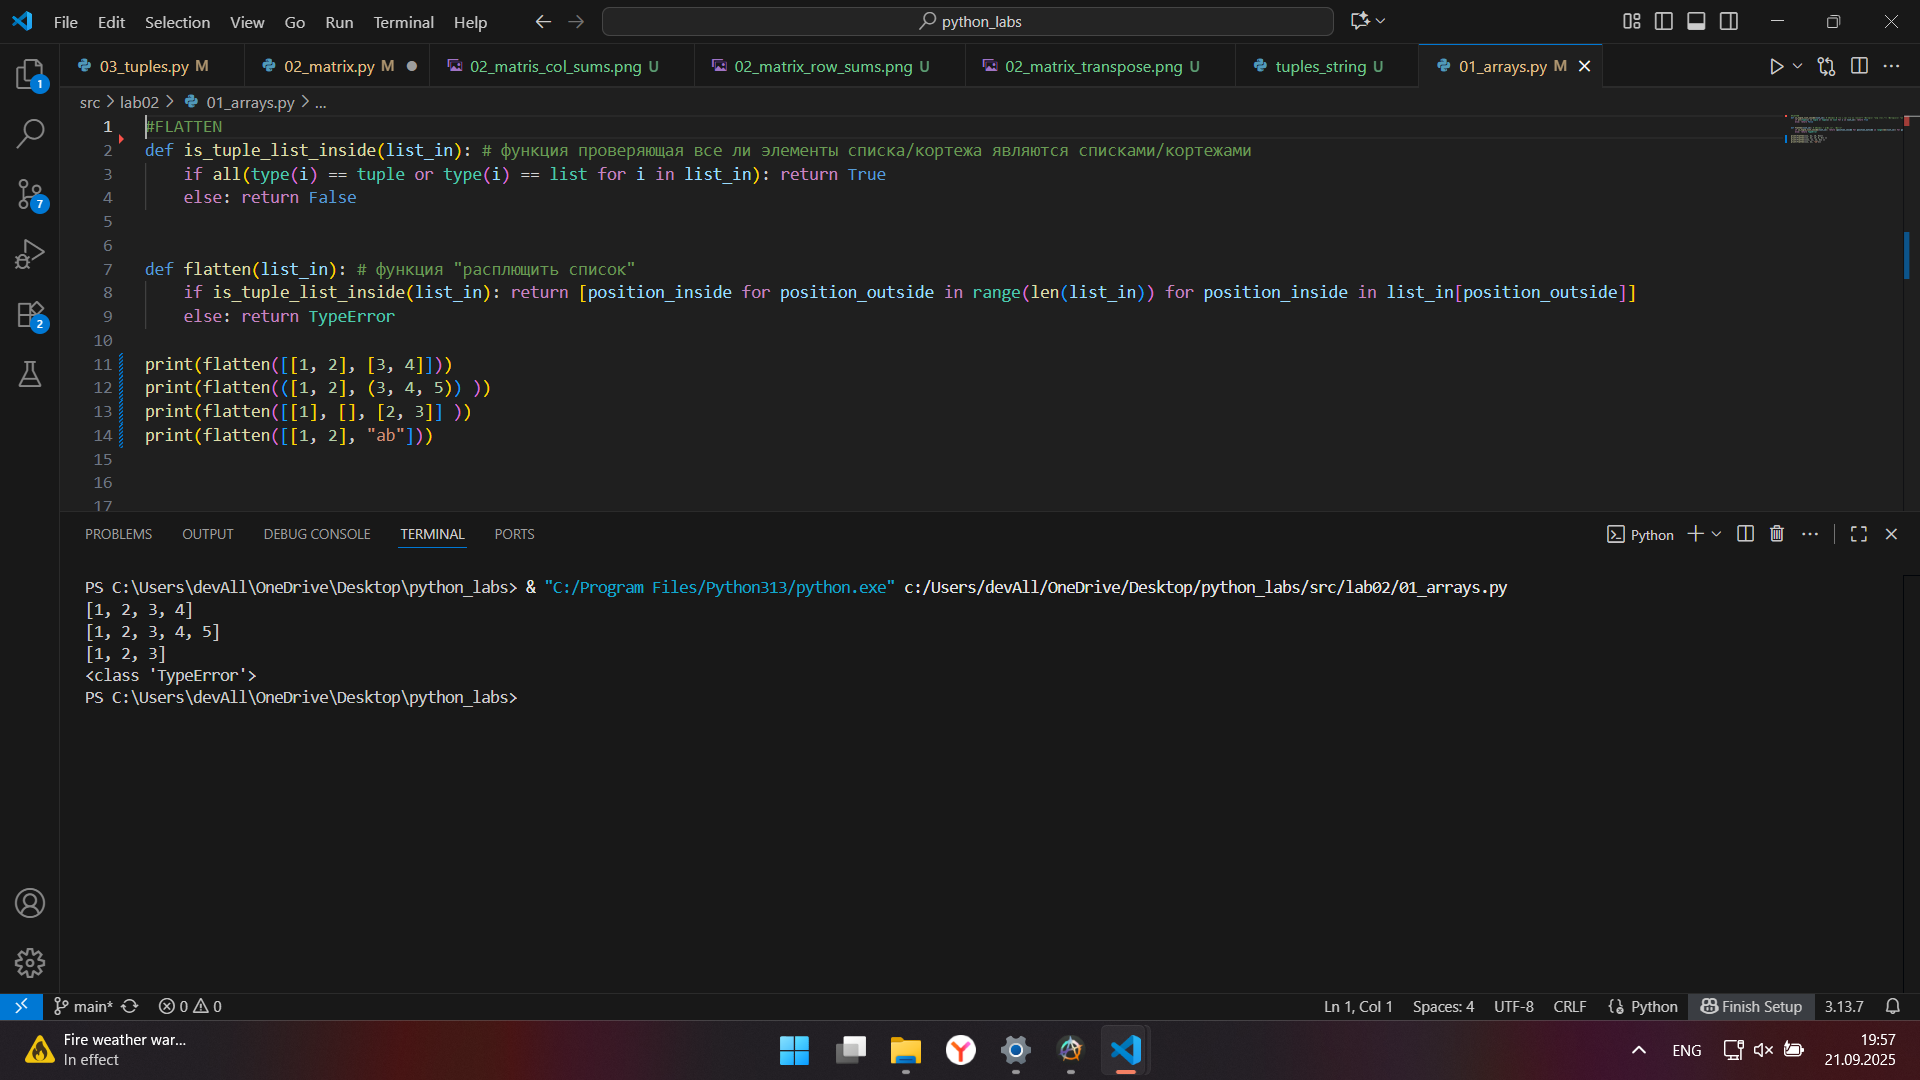 File Edit Selection View Go Run Terminal Help
python_labs
03_tuples.py M
02_matrix.py M
02_matris_col_sums.png U
02_matrix_row_sums.png U
02_matrix_transpose.png U
tuples_string U
01_arrays.py M
src > lab02 > 01_arrays.py > ...
1 #FLATTEN
2 def is_tuple_list_inside(list_in): # функция проверяющая все ли элементы списка/кортежа являются списками/кортежами
3 if all(type(i) == tuple or type(i) == list for i in list_in): return True
4 else: return False
5
6
7 def flatten(list_in): # функция "расплющить список"
8 if is_tuple_list_inside(list_in): return [position_inside for position_outside in range(len(list_in)) for position_inside in list_in[position_outside]]
9 else: return TypeError
10
11 print(flatten([[1, 2], [3, 4]]))
12 print(flatten(([1, 2], (3, 4, 5)) ))
13 print(flatten([[1], [], [2, 3]] ))
14 print(flatten([[1, 2], "ab"]))
15
16
17
1
7
2
PROBLEMS OUTPUT DEBUG CONSOLE TERMINAL PORTS
Python
PS C:\Users\devAll\OneDrive\Desktop\python_labs> & "C:/Program Files/Python313/python.exe" c:/Users/devAll/OneDrive/Desktop/python_labs/src/lab02/01_arrays.py
[1, 2, 3, 4]
[1, 2, 3, 4, 5]
[1, 2, 3]
<class 'TypeError'>
PS C:\Users\devAll\OneDrive\Desktop\python_labs>
main* 0 0
Ln 1, Col 1 Spaces: 4 UTF-8 CRLF Python Finish Setup 3.13.7
Fire weather war...
In effect
ENG
19:57
21.09.2025